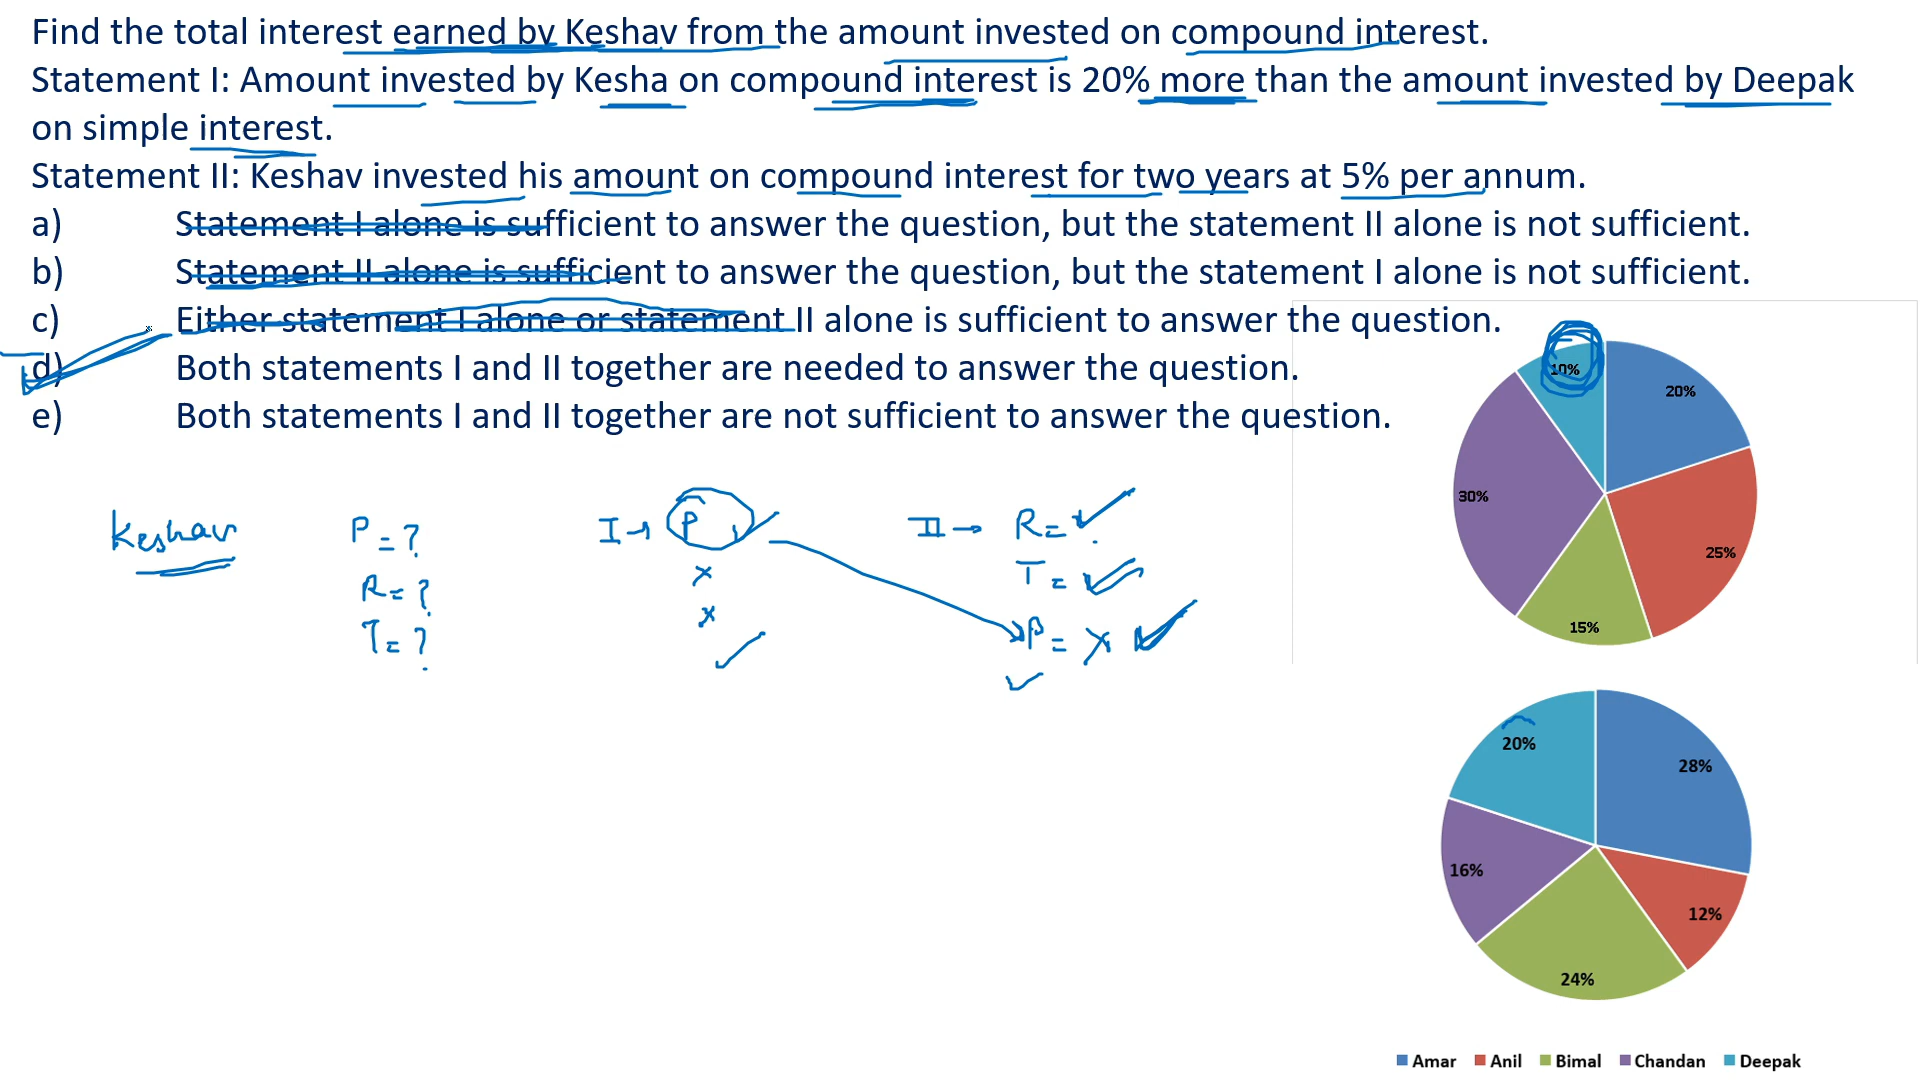 Find the total interest earned by Keshav from the amount invested on compound interest.
Statement I: Amount invested by Kesha on compound interest is 20% more than the amount invested by Deepak
on simple interest.
Statement II: Keshav invested his amount on compound interest for two years at 5% per annum.
a) Statement I alone is sufficient to answer the question, but the statement II alone is not sufficient.
b) Statement II alone is sufficient to answer the question, but the statement I alone is not sufficient.
c) Either statement I alone or statement II alone is sufficient to answer the question.
d) Both statements I and II together are needed to answer the question.
e) Both statements I and II together are not sufficient to answer the question.
10%
20%
30%
25%
15%
Keshav
P = ?
R = ?
T = ?
I → P
x
x
II → R =
T =
P = x
20%
28%
16%
12%
24%
Amar Anil Bimal Chandan Deepak